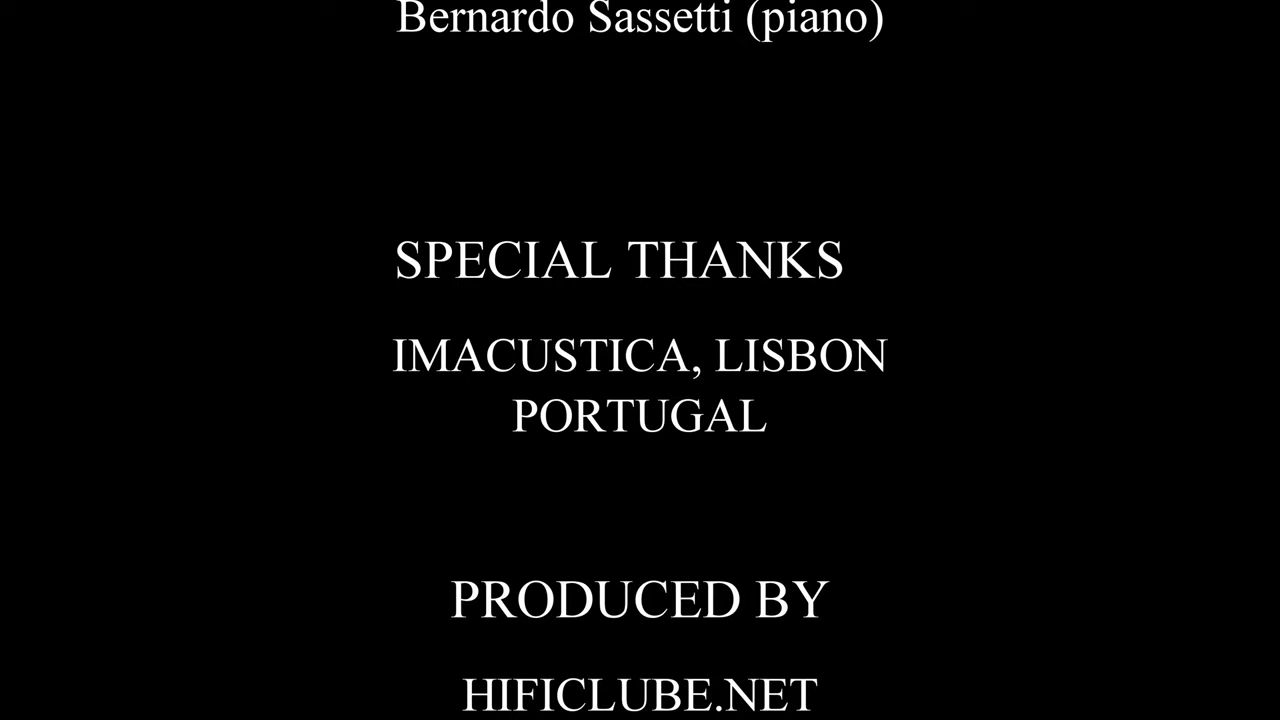 Bernardo Sassetti (piano)
SPECIAL THANKS
IMACUSTICA, LISBON
PORTUGAL
PRODUCED BY
HIFICLUBE.NET